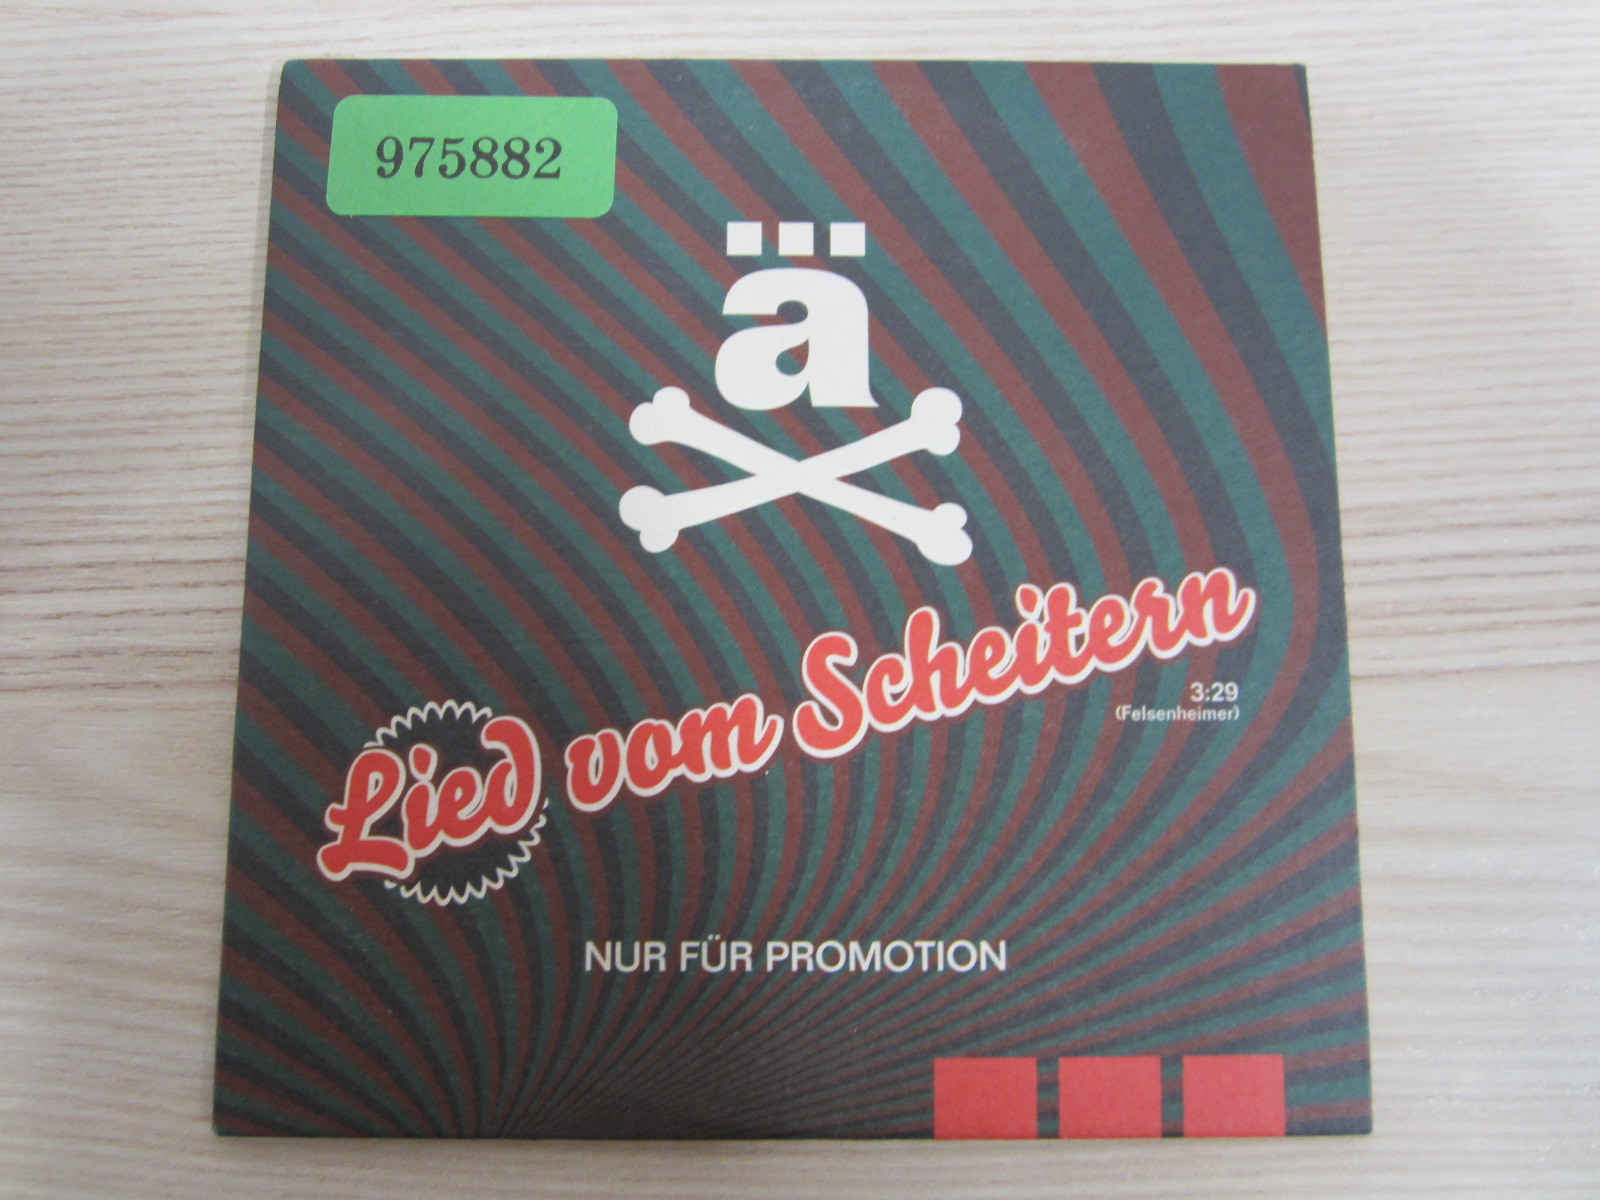 975882
ä
Lied vom Scheitern
3:29
(Felsenheimer)
NUR FÜR PROMOTION